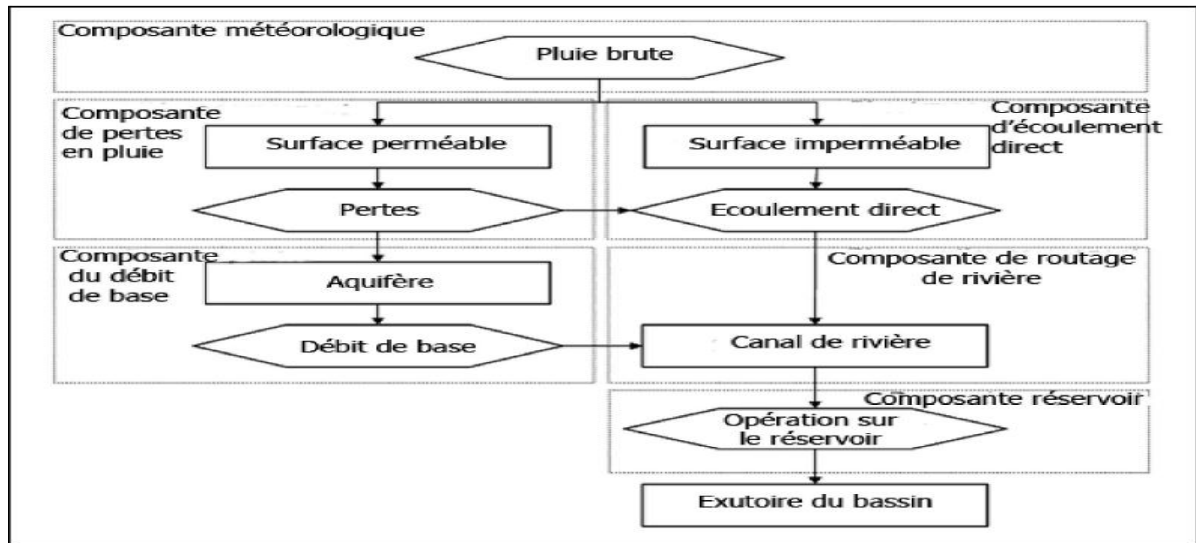 Composante météorologique
Pluie brute
Composante
de pertes
en pluie
Surface perméable
Pertes
Composante
d'écoulement
direct
Surface imperméable
Ecoulement direct
Composante
du débit
de base
Aquifère
Débit de base
Composante de routage
de rivière
Canal de rivière
Composante réservoir
Opération sur
le réservoir
Exutoire du bassin